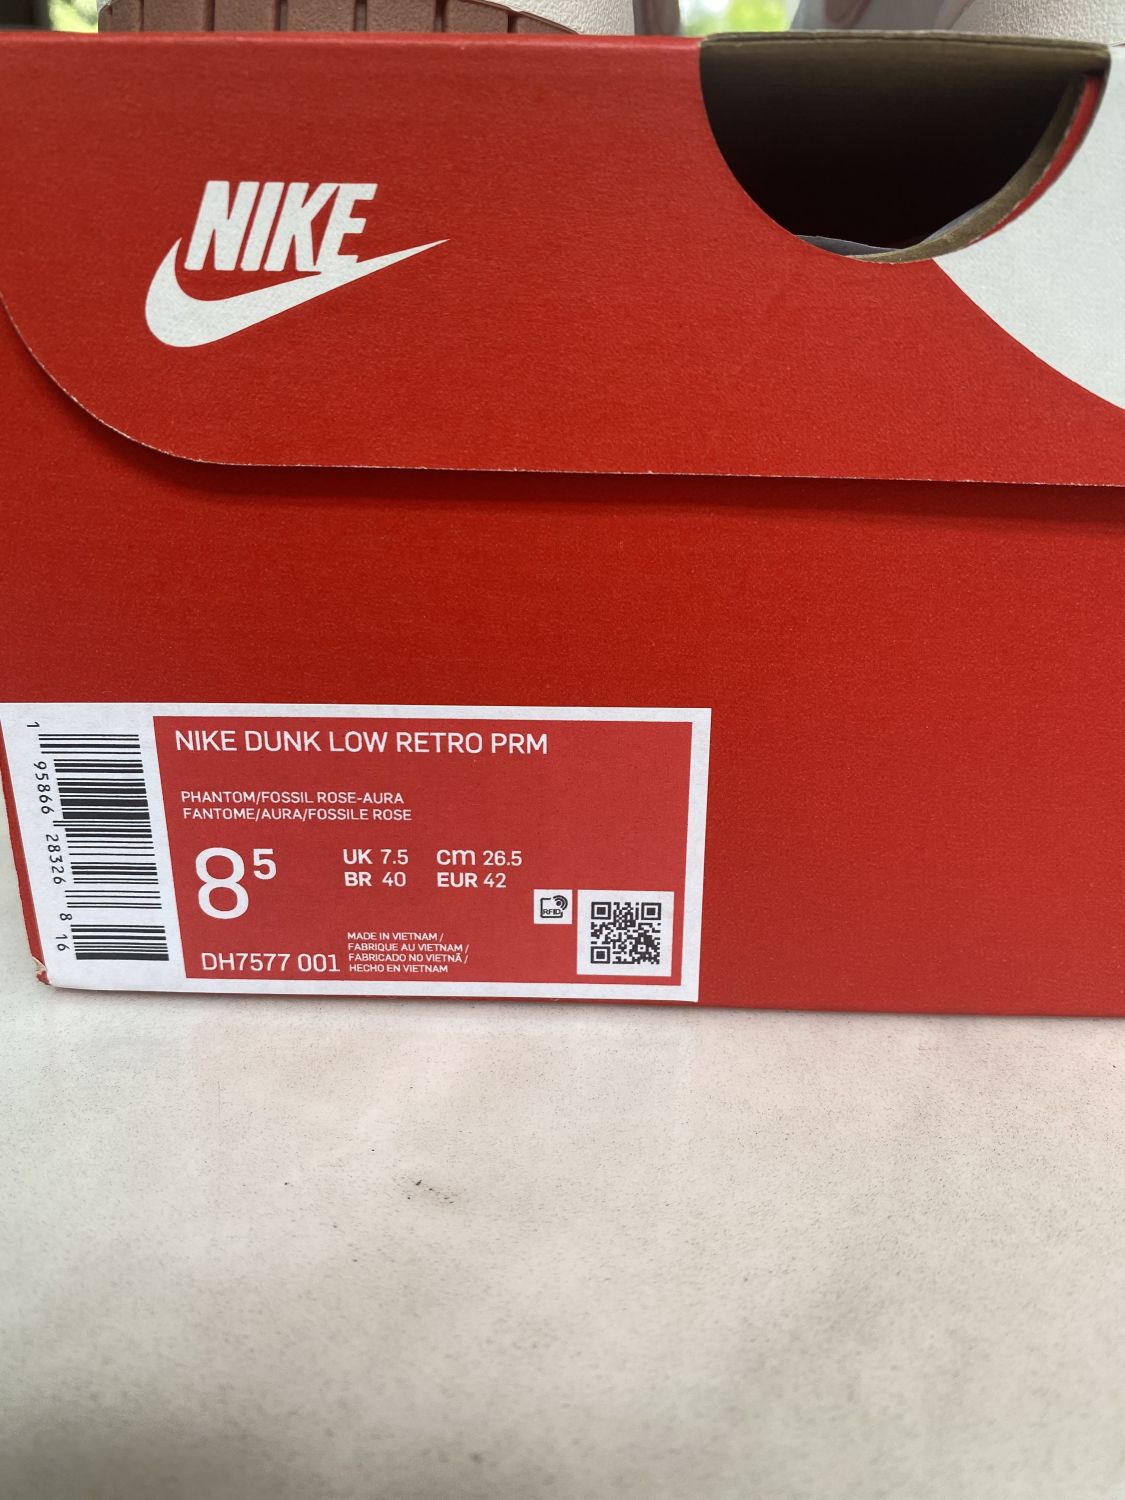 NIKE
NIKE DUNK LOW RETRO PRM
PHANTOM/FOSSIL ROSE-AURA
FANTOME/AURA/FOSSILE ROSE
8 5
UK 7.5 cm 26.5
BR 40 EUR 42
RFID
MADE IN VIETNAM /
FABRIQUE AU VIETNAM /
FABRICADO NO VIETNÃ /
HECHO EN VIETNAM
DH7577 001
1 95866 28326 8 16